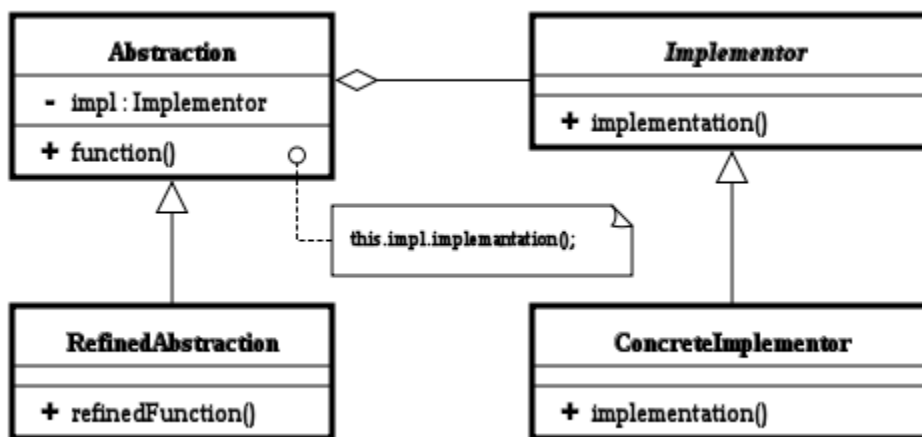 Abstraction
- impl : Implementor
+ function()
Implementor
+ implementation()
this.impl.implemantation();
RefinedAbstraction
+ refinedFunction()
ConcreteImplementor
+ implementation()